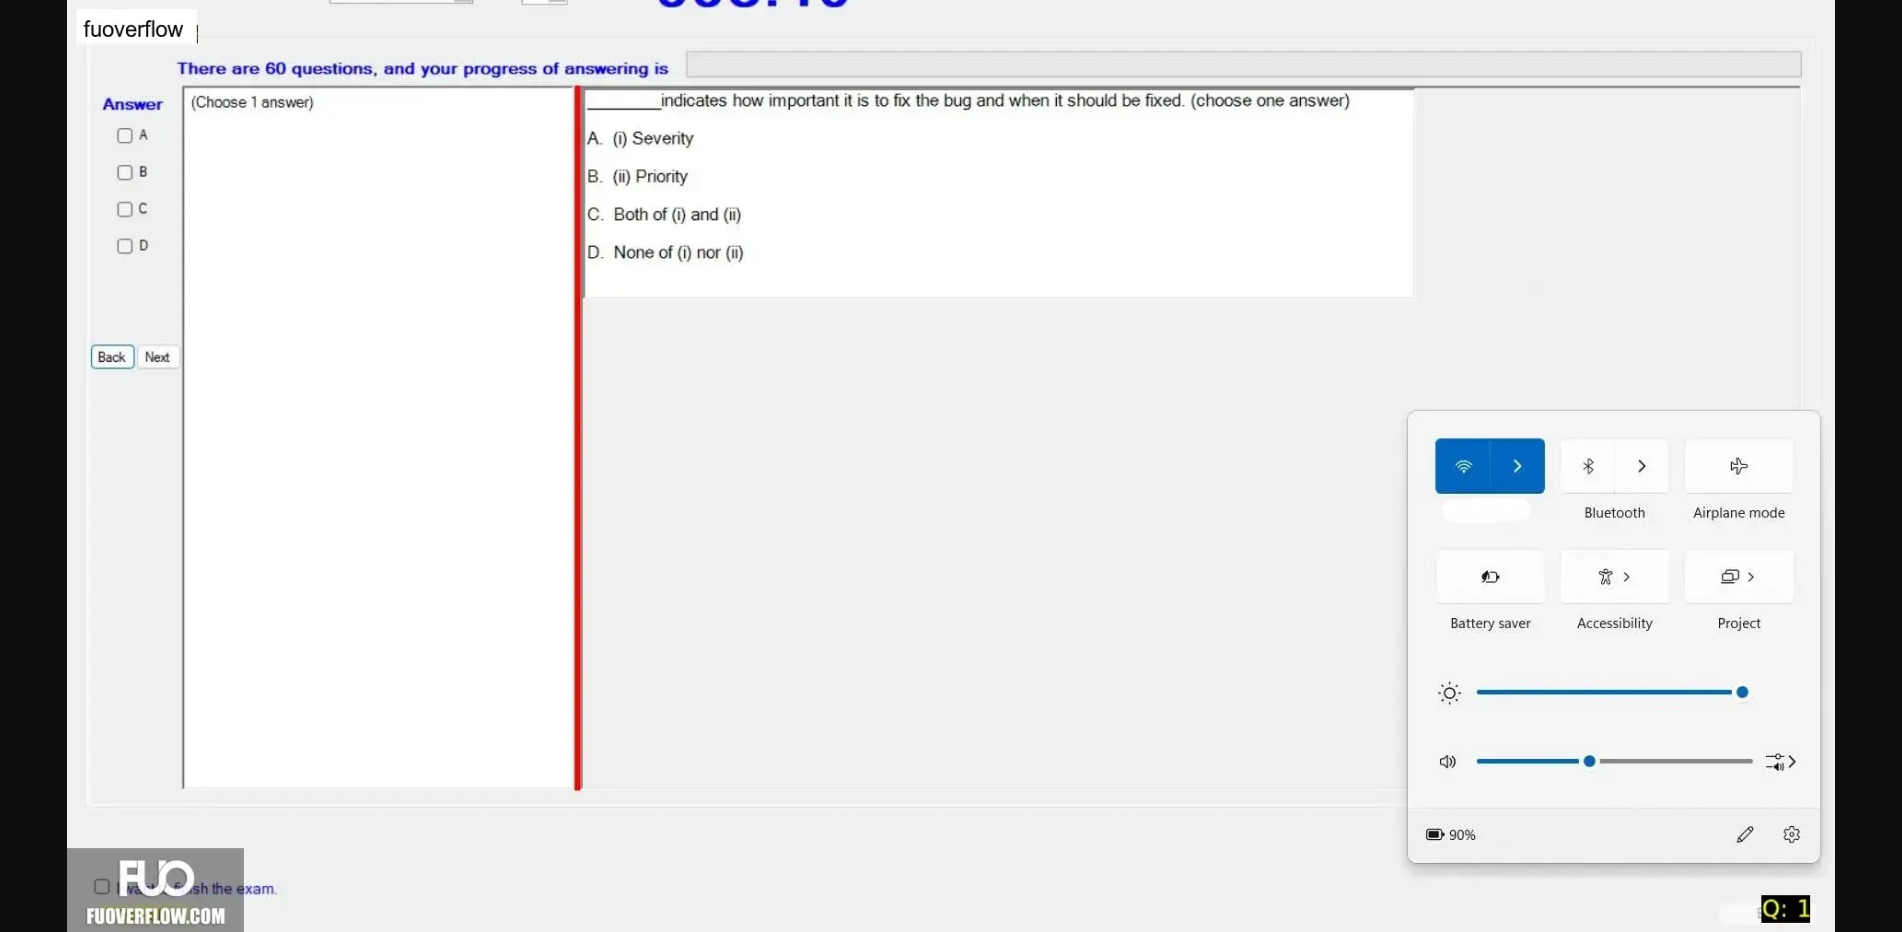 fuoverflow
There are 60 questions, and your progress of answering is
Answer
(Choose 1 answer)
A
B
C
D
Back
Next
________indicates how important it is to fix the bug and when it should be fixed. (choose one answer)
A. (i) Severity
B. (ii) Priority
C. Both of (i) and (ii)
D. None of (i) nor (ii)
Bluetooth
Airplane mode
Battery saver
Accessibility
Project
90%
FUO
sh the exam.
FUOVERFLOW.COM
Q: 1